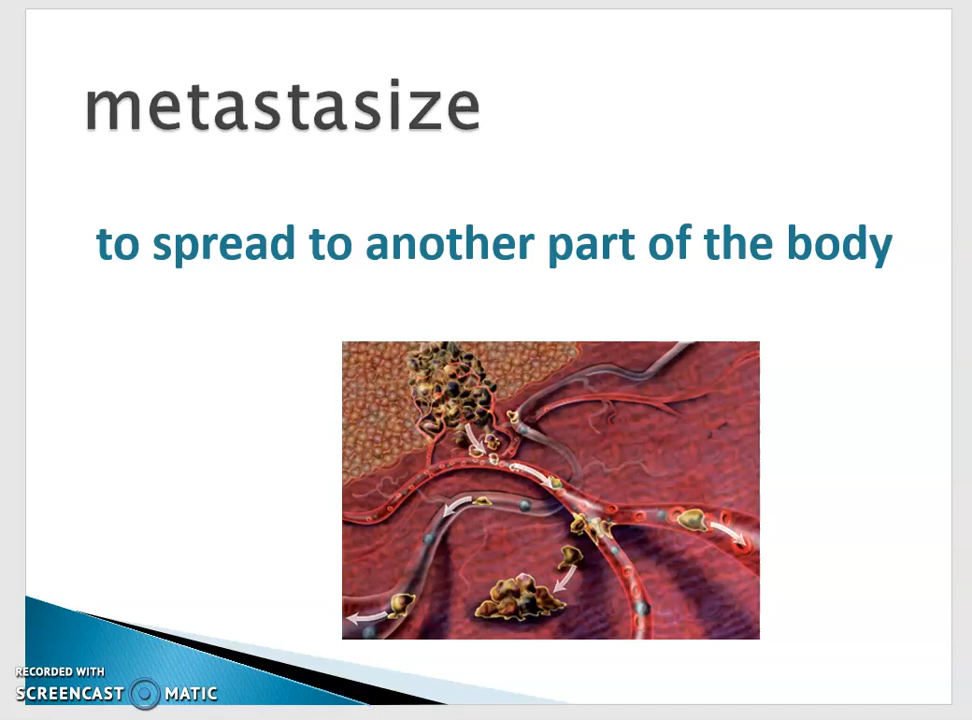 metastasize
to spread to another part of the body
RECORDED WITH
SCREENCAST MATIC